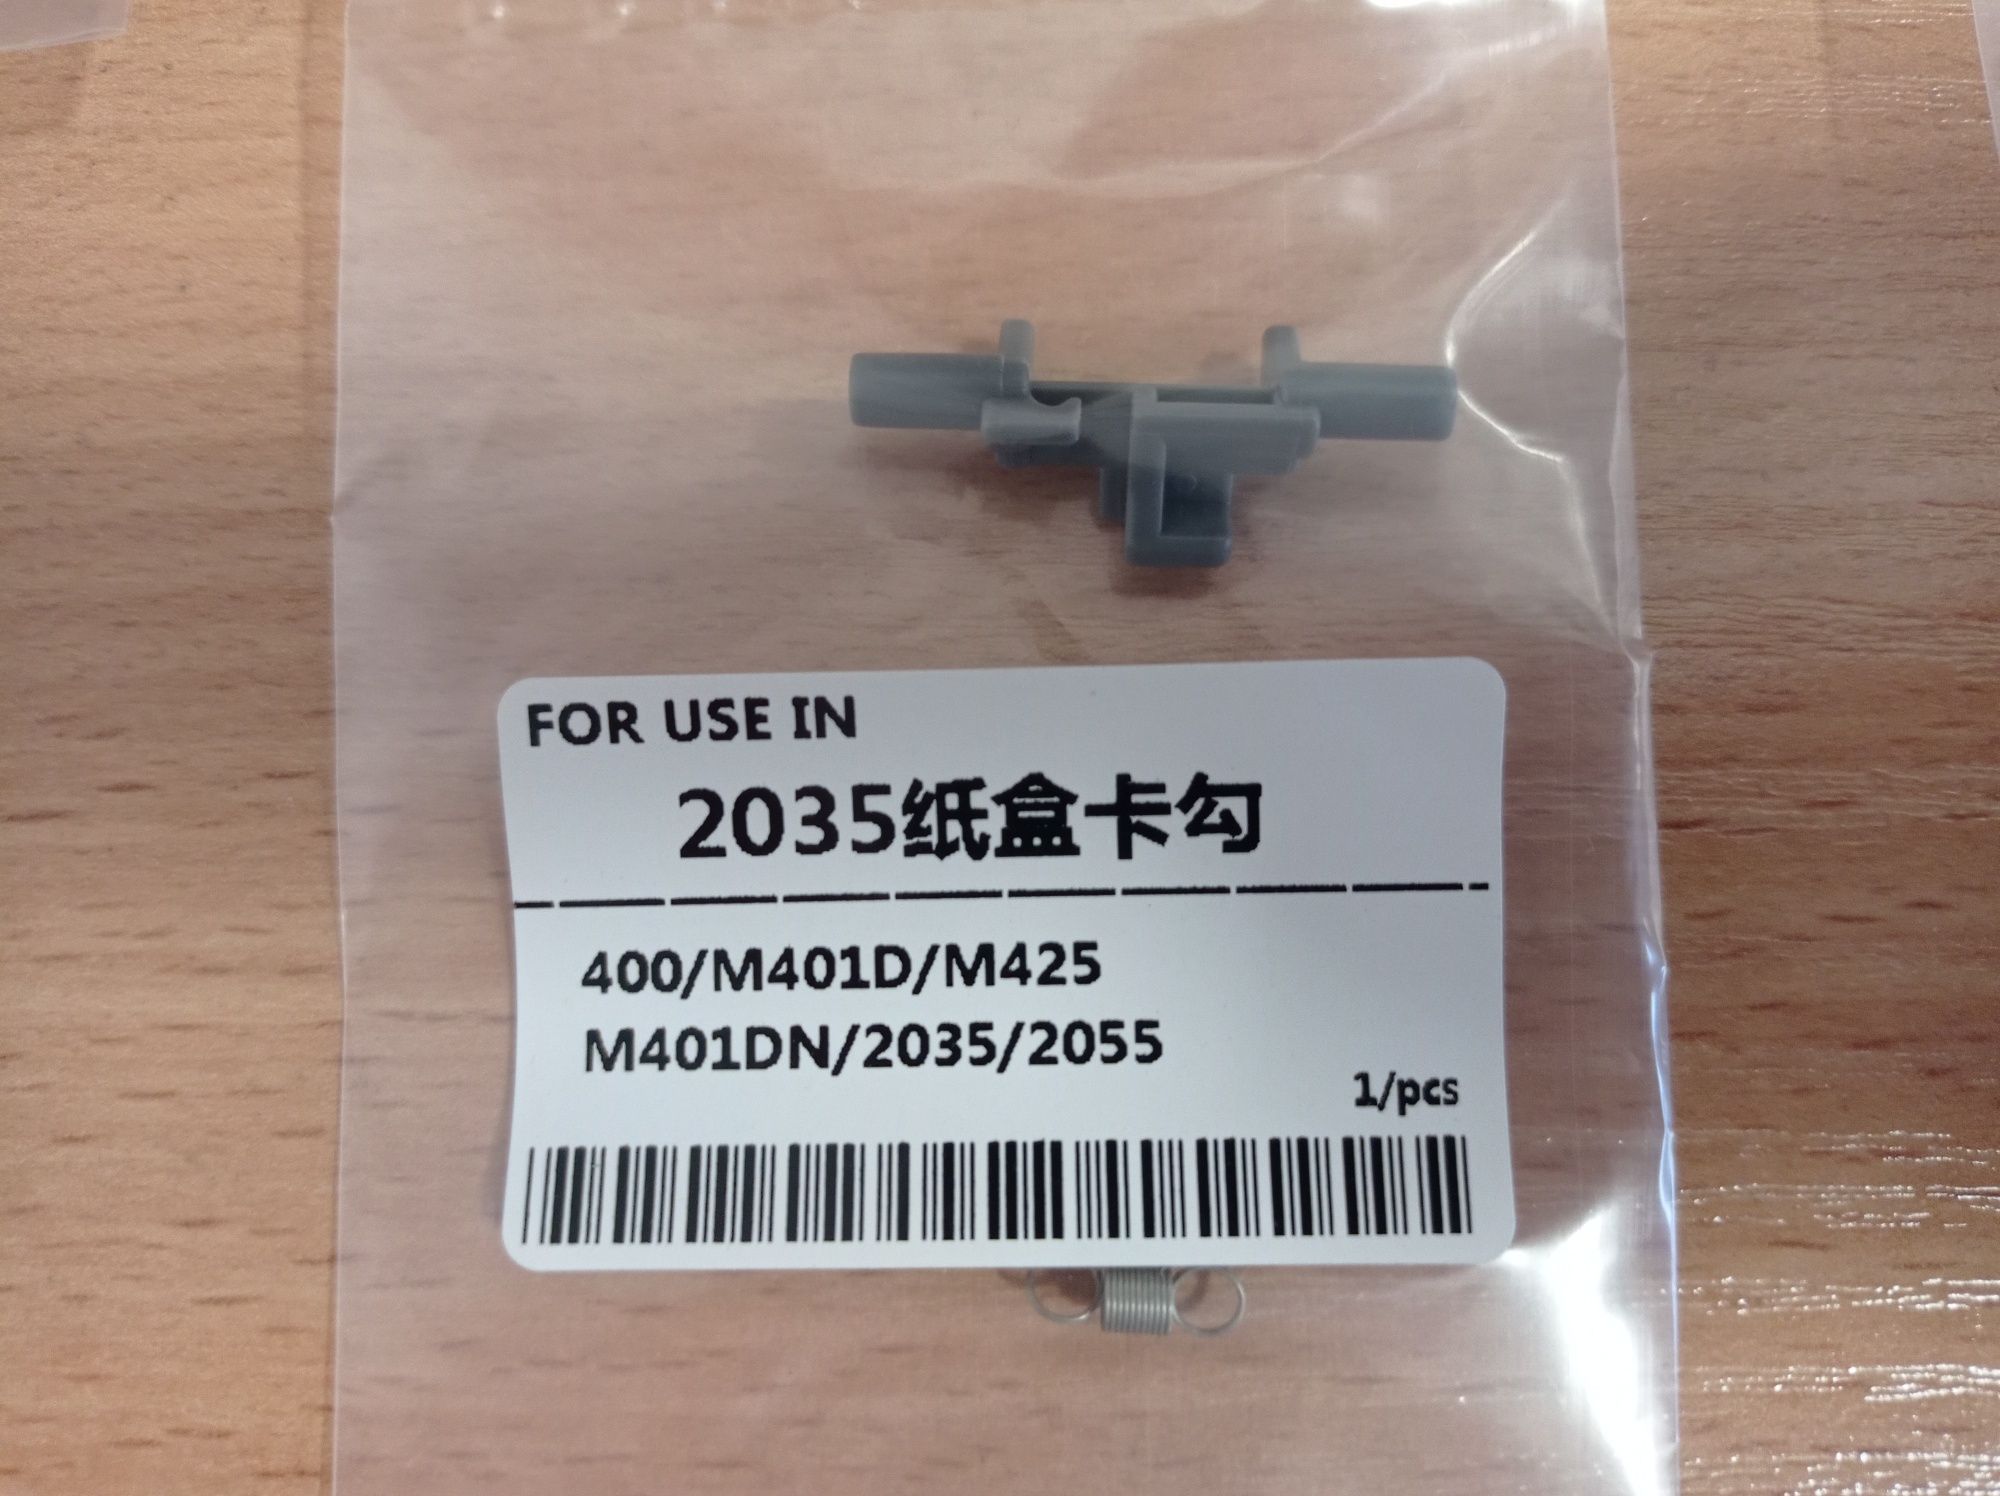 FOR USE IN
2035纸盒卡勾
400/M401D/M425
M401DN/2035/2055
1/pcs